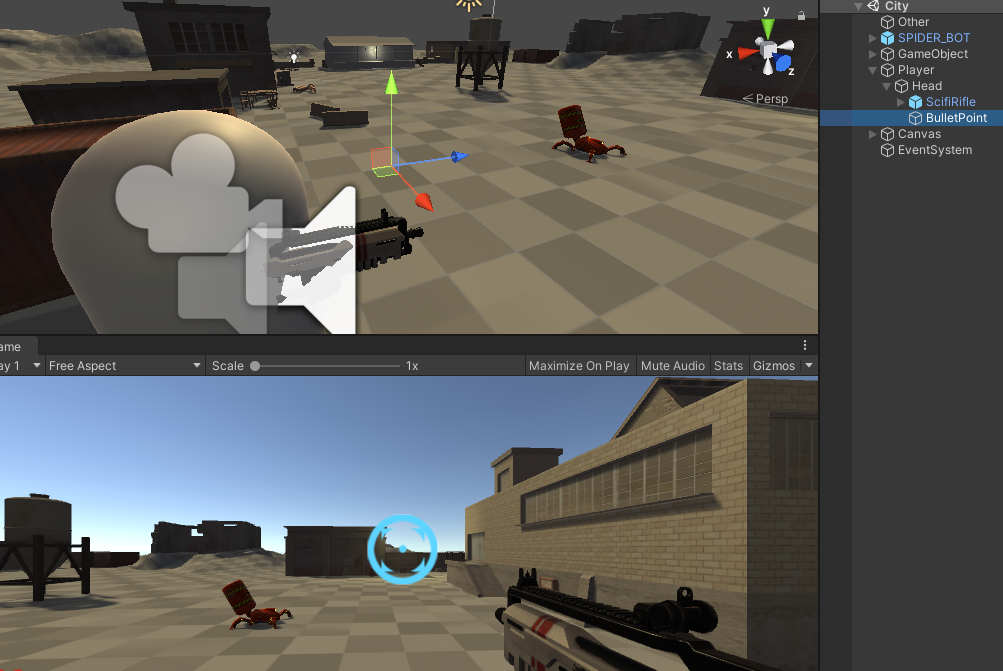 City
Other
SPIDER_BOT
GameObject
Player
Head
ScifiRifle
BulletPoint
Canvas
EventSystem
y
x
z
Persp
ame
ay 1
Free Aspect
Scale
1x
Maximize On Play
Mute Audio
Stats
Gizmos